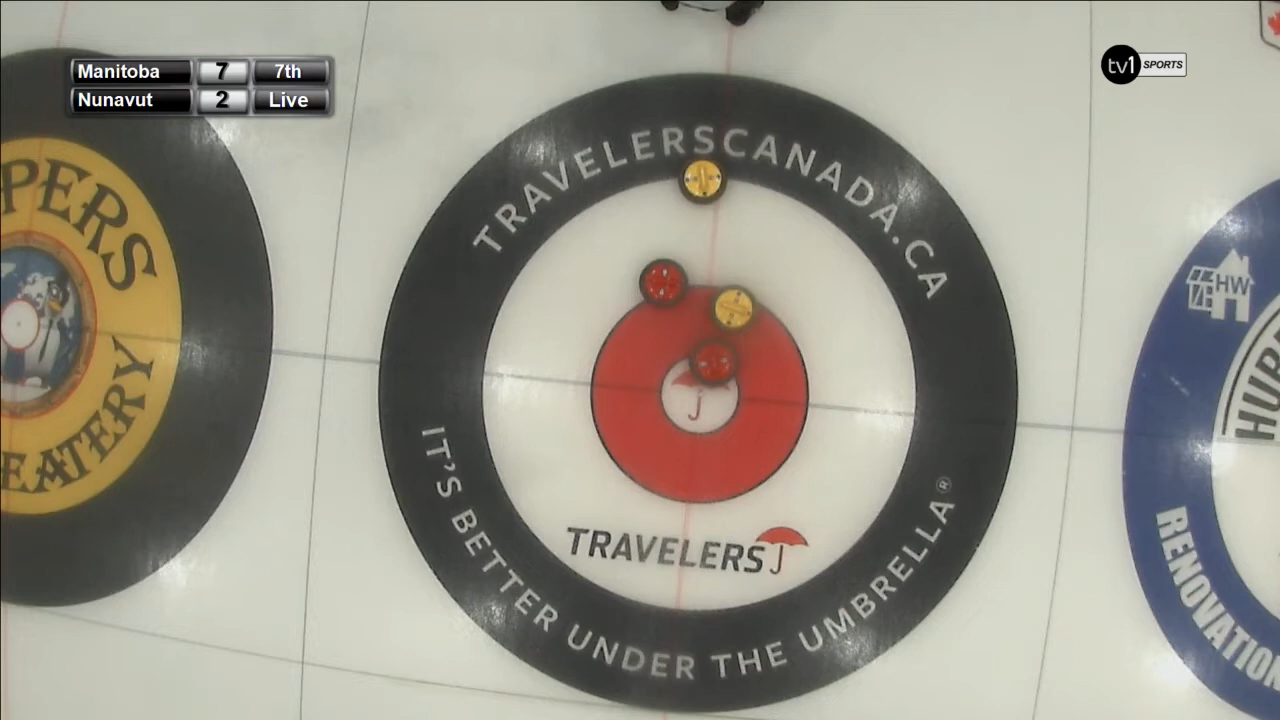 Manitoba 7 7th
Nunavut 2 Live
tv1 SPORTS
TRAVELERSCANADA.CA
PERS
EATERY
HW
RENOVATION
TRAVELERS
IT'S BETTER UNDER THE UMBRELLA®